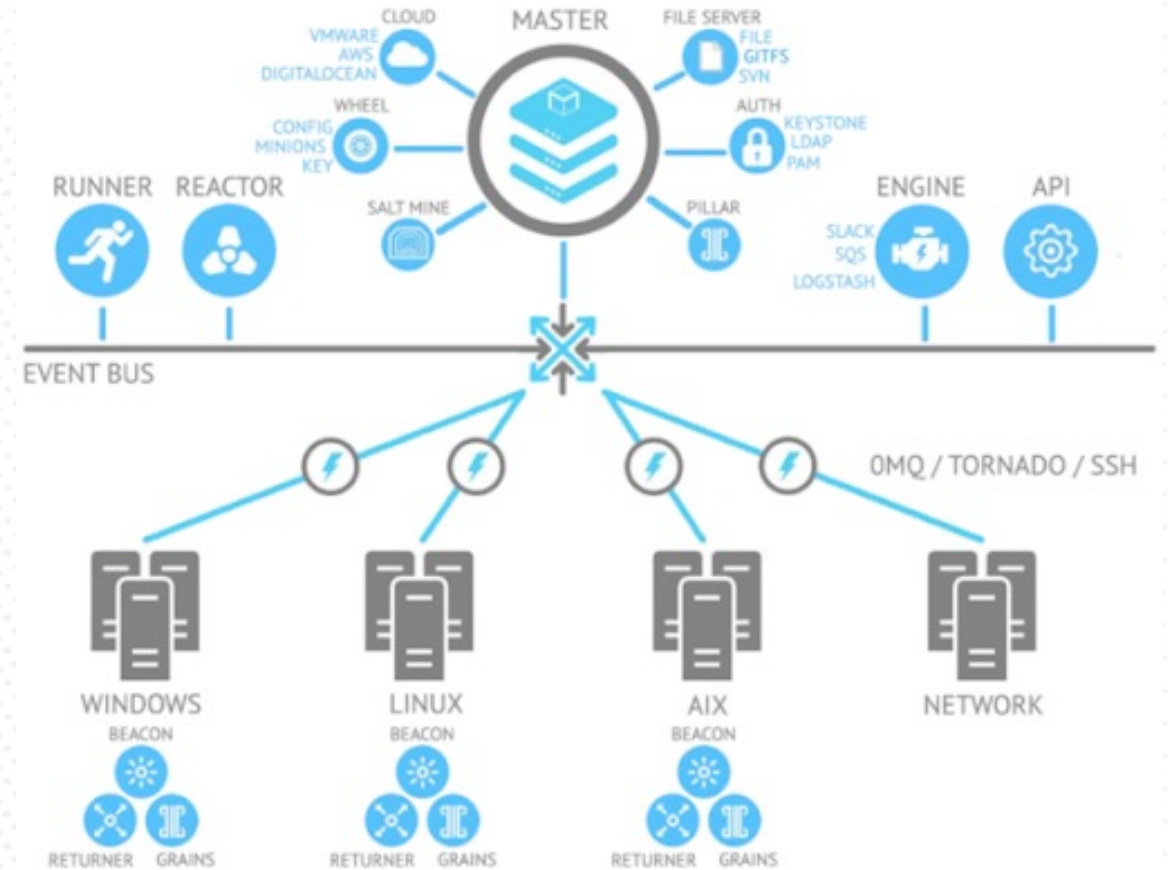 CLOUD
VMWARE
AWS
DIGITALOCEAN
MASTER
FILE SERVER
FILE
GITFS
SVN
WHEEL
CONFIG
MINIONS
KEY
AUTH
KEYSTONE
LDAP
PAM
RUNNER
REACTOR
SALT MINE
PILLAR
ENGINE
SLACK
SQS
LOGSTASH
API
EVENT BUS
0MQ / TORNADO / SSH
WINDOWS
LINUX
AIX
NETWORK
BEACON
BEACON
BEACON
RETURNER
GRAINS
RETURNER
GRAINS
RETURNER
GRAINS